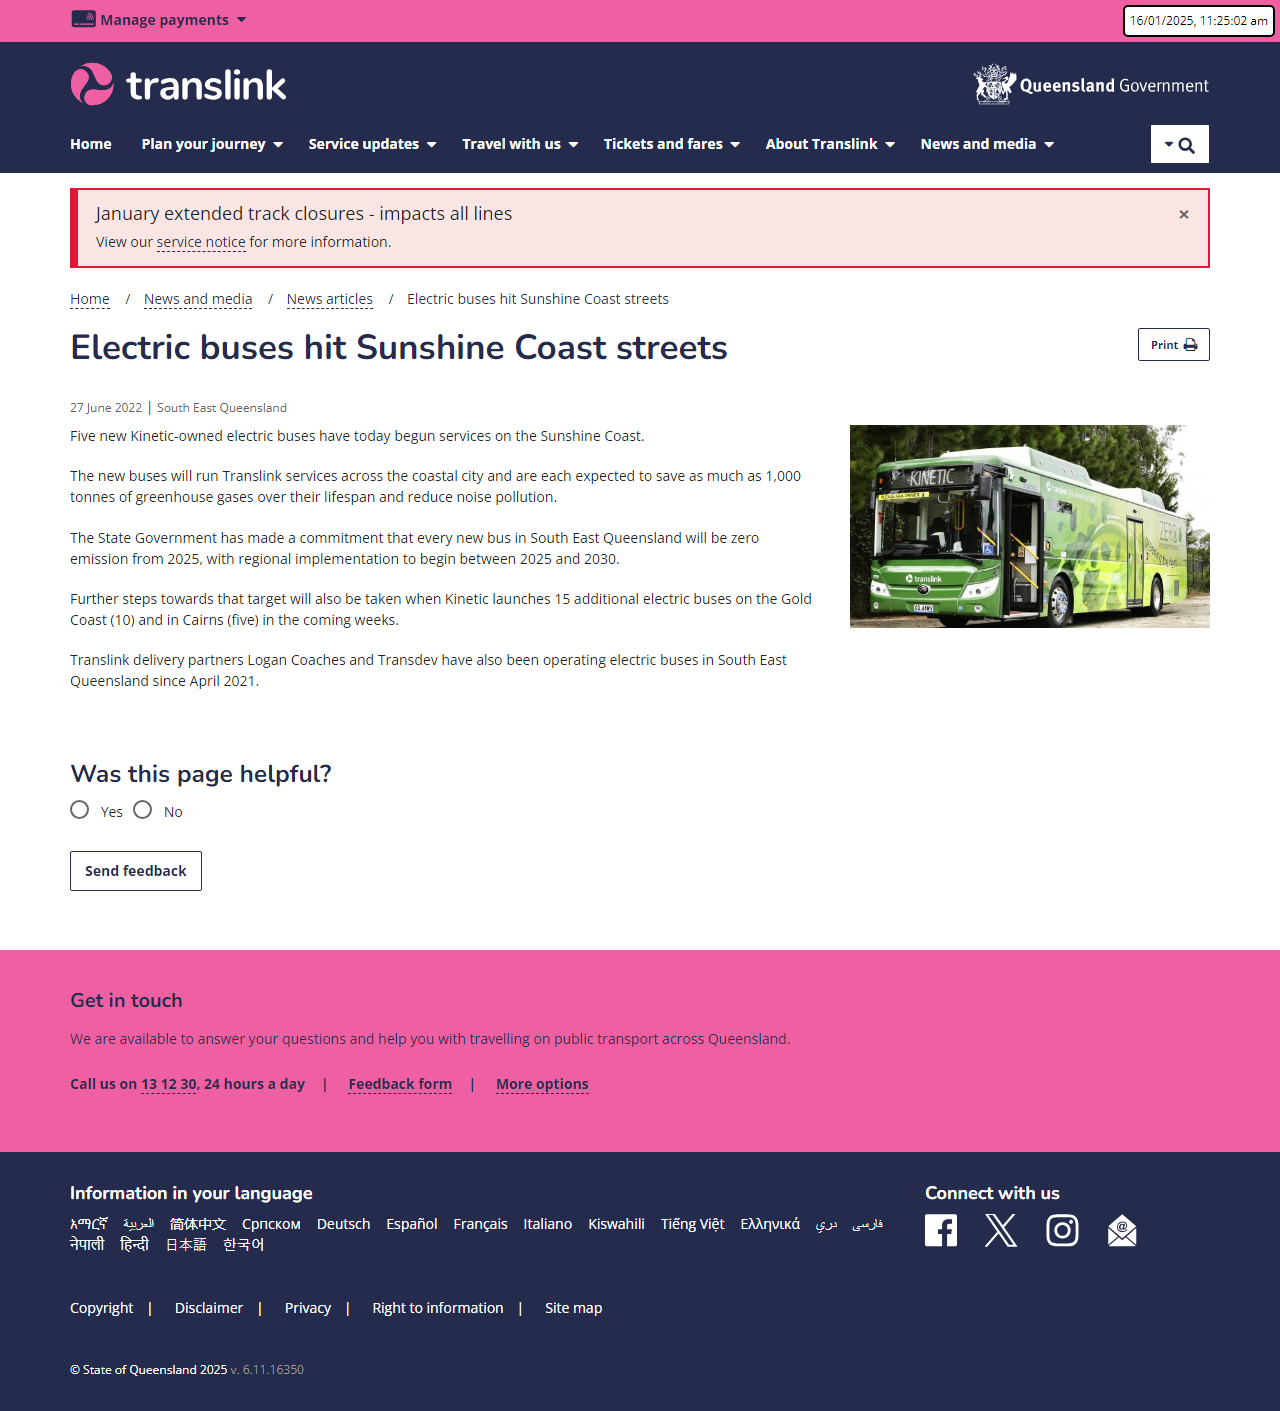 Manage payments
16/01/2025, 11:25:02 am
translink
Queensland Government
Home Plan your journey Service updates Travel with us Tickets and fares About Translink News and media
January extended track closures - impacts all lines
×
View our service notice for more information.
Home / News and media / News articles / Electric buses hit Sunshine Coast streets
Electric buses hit Sunshine Coast streets
Print
27 June 2022 | South East Queensland
Five new Kinetic-owned electric buses have today begun services on the Sunshine Coast.
The new buses will run Translink services across the coastal city and are each expected to save as much as 1,000
tonnes of greenhouse gases over their lifespan and reduce noise pollution.
The State Government has made a commitment that every new bus in South East Queensland will be zero
emission from 2025, with regional implementation to begin between 2025 and 2030.
Further steps towards that target will also be taken when Kinetic launches 15 additional electric buses on the Gold
Coast (10) and in Cairns (five) in the coming weeks.
Translink delivery partners Logan Coaches and Transdev have also been operating electric buses in South East
Queensland since April 2021.
KINETIC
translink
ZERO
Was this page helpful?
Yes No
Send feedback
Get in touch
We are available to answer your questions and help you with travelling on public transport across Queensland.
Call us on 13 12 30, 24 hours a day | Feedback form | More options
Information in your language
አማርኛ العربية 简体中文 Српском Deutsch Español Français Italiano Kiswahili Tiếng Việt Ελληνικά دري فارسی
नेपाली हिन्दी 日本語 한국어
Connect with us
Copyright | Disclaimer | Privacy | Right to information | Site map
© State of Queensland 2025 v. 6.11.16350